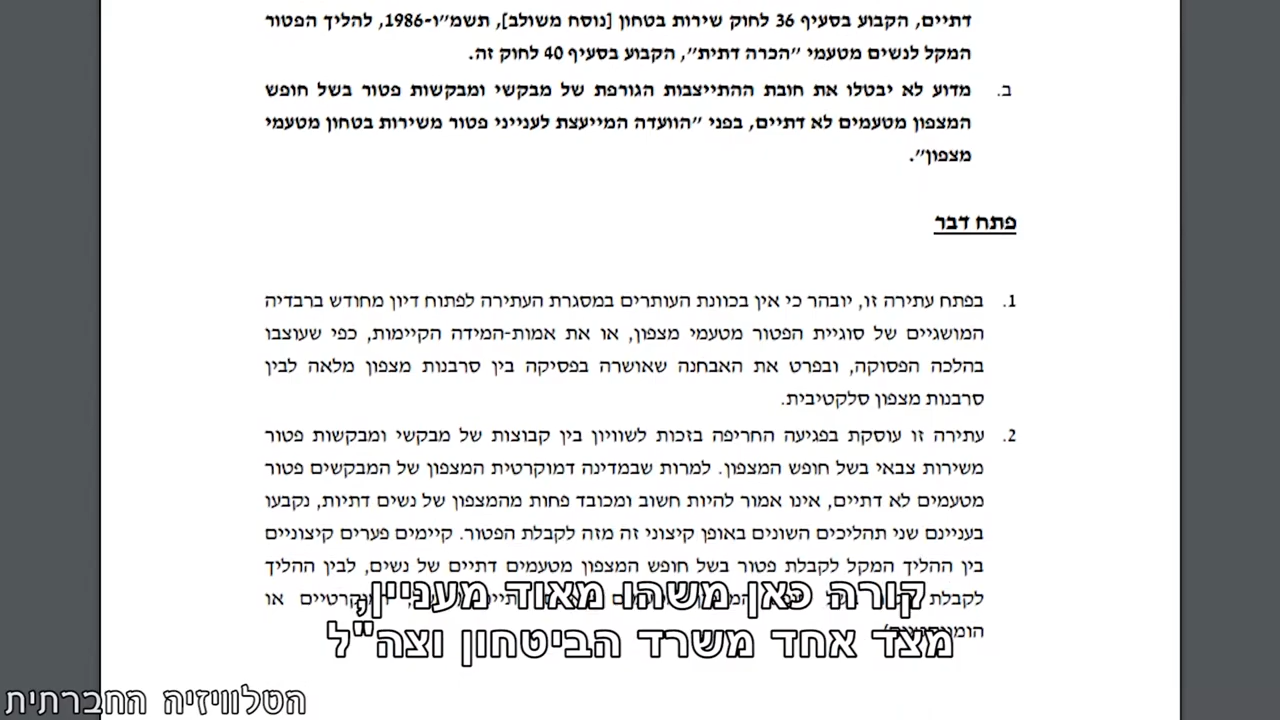 דתיים, הקבוע בסעיף 36 לחוק שירות בטחון [נוסח משולב], תשמ״ו-1986, להליך הפטור
המקל לנשים מטעמי ״הכרה דתית״, הקבוע בסעיף 40 לחוק זה.
ב. מדוע לא יבטלו את חובת ההתייצבות הגורפת של מבקשי ומבקשות פטור בשל חופש
המצפון מטעמים לא דתיים, בפני ״הוועדה המייעצת לענייני פטור משירות בטחון מטעמי
מצפון״.
פתח דבר
1. בפתח עתירה זו, יובהר כי אין בכוונת העותרים במסגרת העתירה לפתוח דיון מחודש ברבדיה
המושגיים של סוגיית הפטור מטעמי מצפון, או את אמות-המידה הקיימות, כפי שעוצבו
בהלכה הפסוקה, ובפרט את האבחנה שאושרה בפסיקה בין סרבנות מצפון מלאה לבין
סרבנות מצפון סלקטיבית.
2. עתירה זו עוסקת בפגיעה החריפה בזכות לשוויון בין קבוצות של מבקשי ומבקשות פטור
משירות צבאי בשל חופש המצפון. למרות שבמדינה דמוקרטית המצפון של המבקשים פטור
מטעמים לא דתיים, אינו אמור להיות חשוב ומכובד פחות מהמצפון של נשים דתיות, נקבעו
בעניינם שני תהליכים השונים באופן קיצוני זה מזה לקבלת הפטור. קיימים פערים קיצוניים
בין ההליך המקל לקבלת פטור בשל חופש המצפון מטעמים דתיים של נשים, לבין ההליך
לקבלת או
קורה כאן משהו מאוד מעניין,
מצד אחד משרד הביטחון וצה"ל
הטלוויזיה החברתית